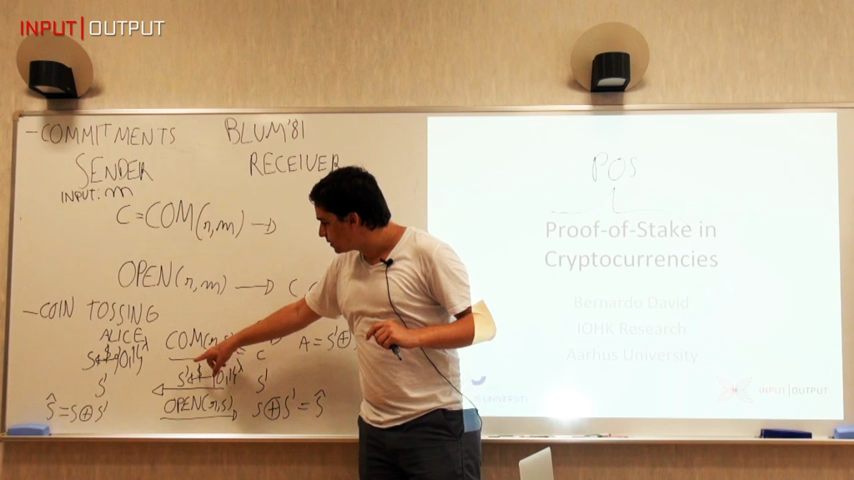 INPUT|OUTPUT
- COMMITMENTS BLUM'81
SENDER RECEIVER
INPUT: m
C = COM(r,m) →
OPEN(r,m) →
- COIN TOSSING
ALICE
COM(r,s)
S' C
S' S'
OPEN(r,s)
Ŝ = S⊕S' S⊕S' = Ŝ
POS
Proof-of-Stake in
Cryptocurrencies
Bernardo David
IOHK Research
Aarhus University
INPUT|OUTPUT